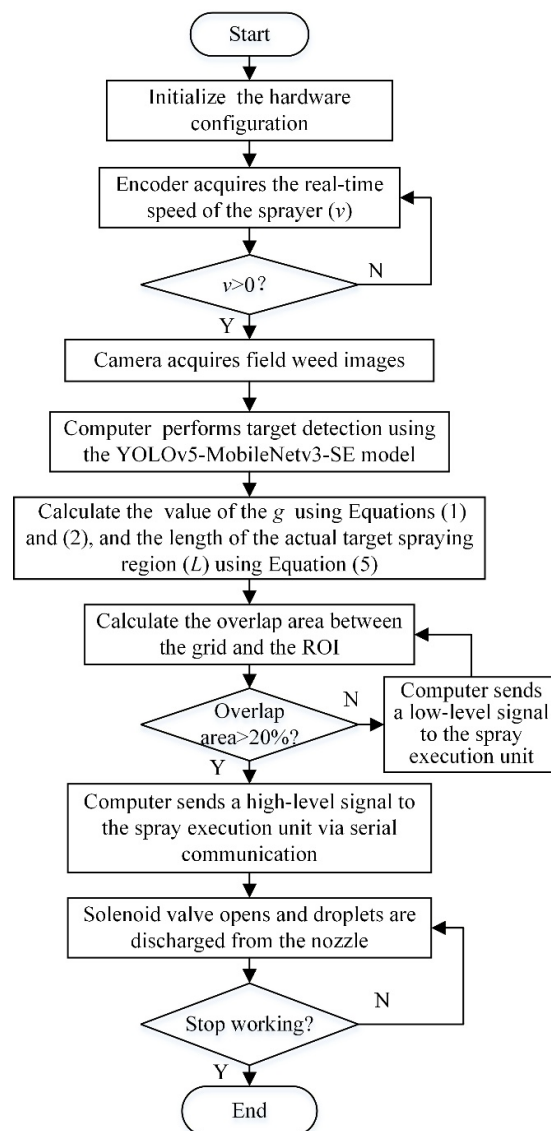 Start
Initialize the hardware
configuration
Encoder acquires the real-time
speed of the sprayer (v)
v>0?
N
Y
Camera acquires field weed images
Computer performs target detection using
the YOLOv5-MobileNetv3-SE model
Calculate the value of the g using Equations (1)
and (2), and the length of the actual target spraying
region (L) using Equation (5)
Calculate the overlap area between
the grid and the ROI
Overlap
area>20%?
N
Computer sends
a low-level signal
to the spray
execution unit
Y
Computer sends a high-level signal to
the spray execution unit via serial
communication
Solenoid valve opens and droplets are
discharged from the nozzle
Stop working?
N
Y
End